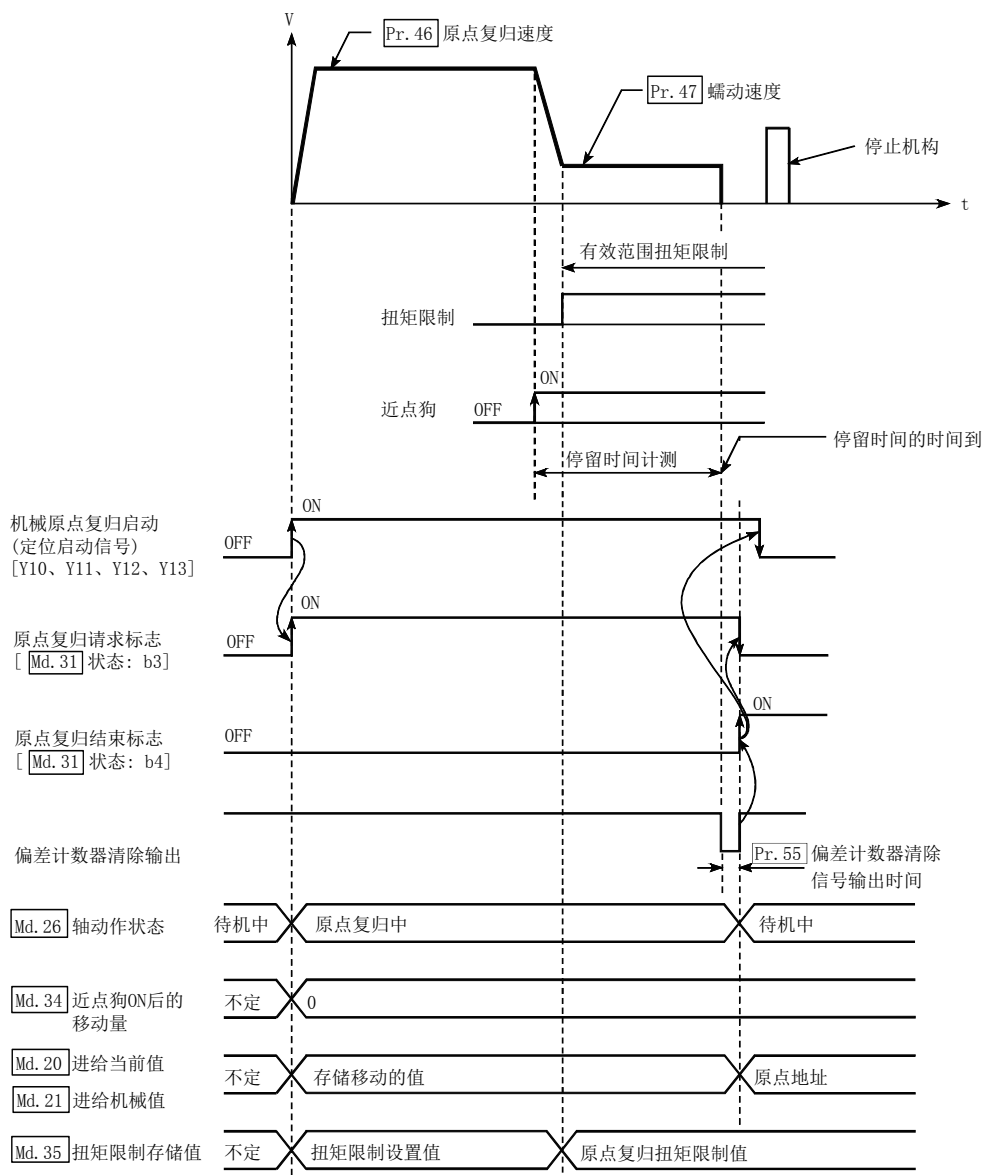 V
Pr.46 原点复归速度
Pr.47 蠕动速度
停止机构
t
有效范围扭矩限制
扭矩限制
ON
近点狗 OFF
停留时间计测
停留时间的时间到
机械原点复归启动
(定位启动信号)
[Y10、Y11、Y12、Y13]
OFF
ON
原点复归请求标志
[Md.31 状态: b3]
OFF
ON
原点复归结束标志
[Md.31 状态: b4]
OFF
ON
偏差计数器清除输出
Pr.55 偏差计数器清除
信号输出时间
Md.26 轴动作状态 待机中 原点复归中 待机中
Md.34 近点狗ON后的
移动量
不定 0
Md.20 进给当前值
Md.21 进给机械值
不定 存储移动的值 原点地址
Md.35 扭矩限制存储值 不定 扭矩限制设置值 原点复归扭矩限制值